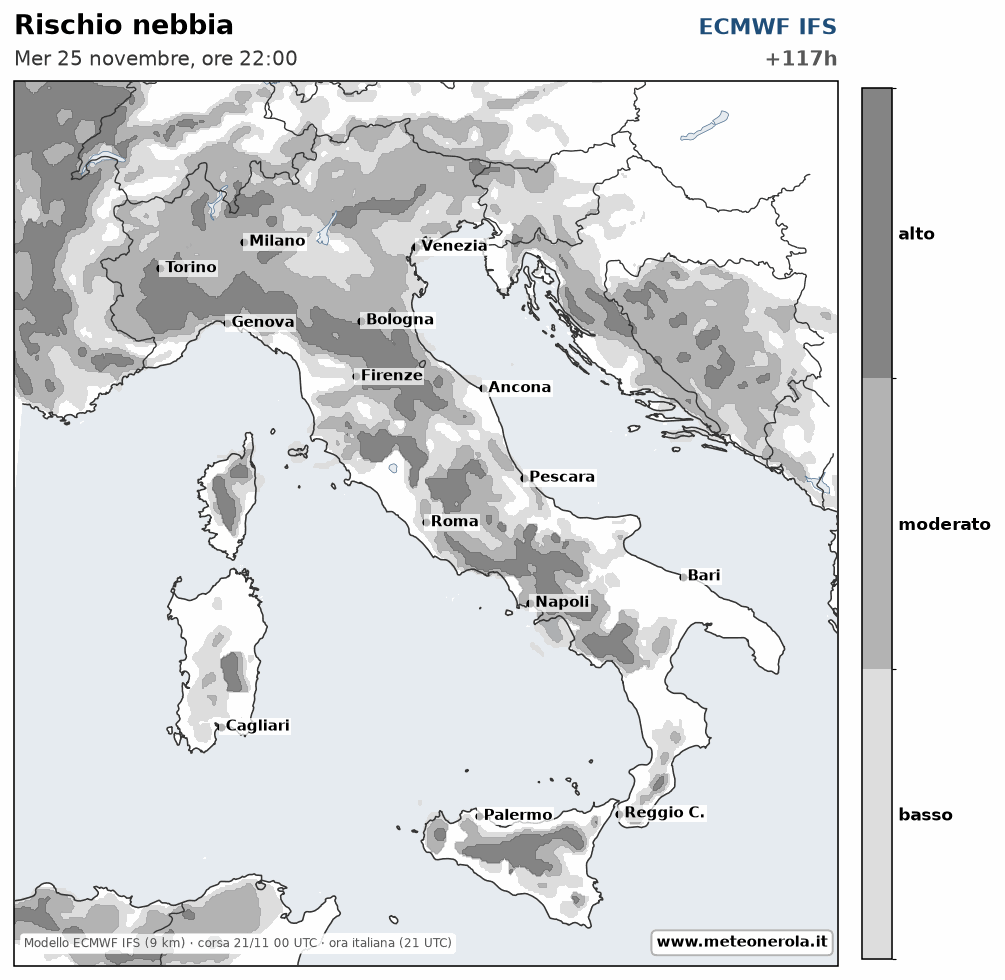 Rischio nebbia
ECMWF IFS
Mer 25 novembre, ore 22:00
+117h
alto
Milano
Venezia
Torino
Genova
Bologna
Firenze
Ancona
Pescara
moderato
Roma
Bari
Napoli
Cagliari
Palermo
Reggio C.
basso
Modello ECMWF IFS (9 km) · corsa 21/11 00 UTC · ora italiana (21 UTC)
www.meteonerola.it